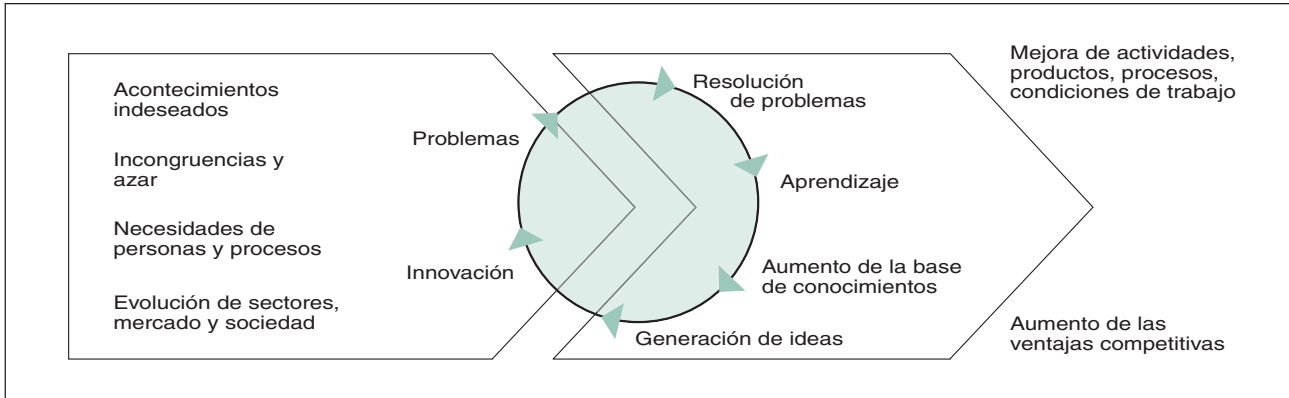 Acontecimientos
indeseados
Incongruencias y
azar
Necesidades de
personas y procesos
Evolución de sectores,
mercado y sociedad
Problemas
Innovación
Resolución
de problemas
Aprendizaje
Aumento de la base
de conocimientos
Generación de ideas
Mejora de actividades,
productos, procesos,
condiciones de trabajo
Aumento de las
ventajas competitivas